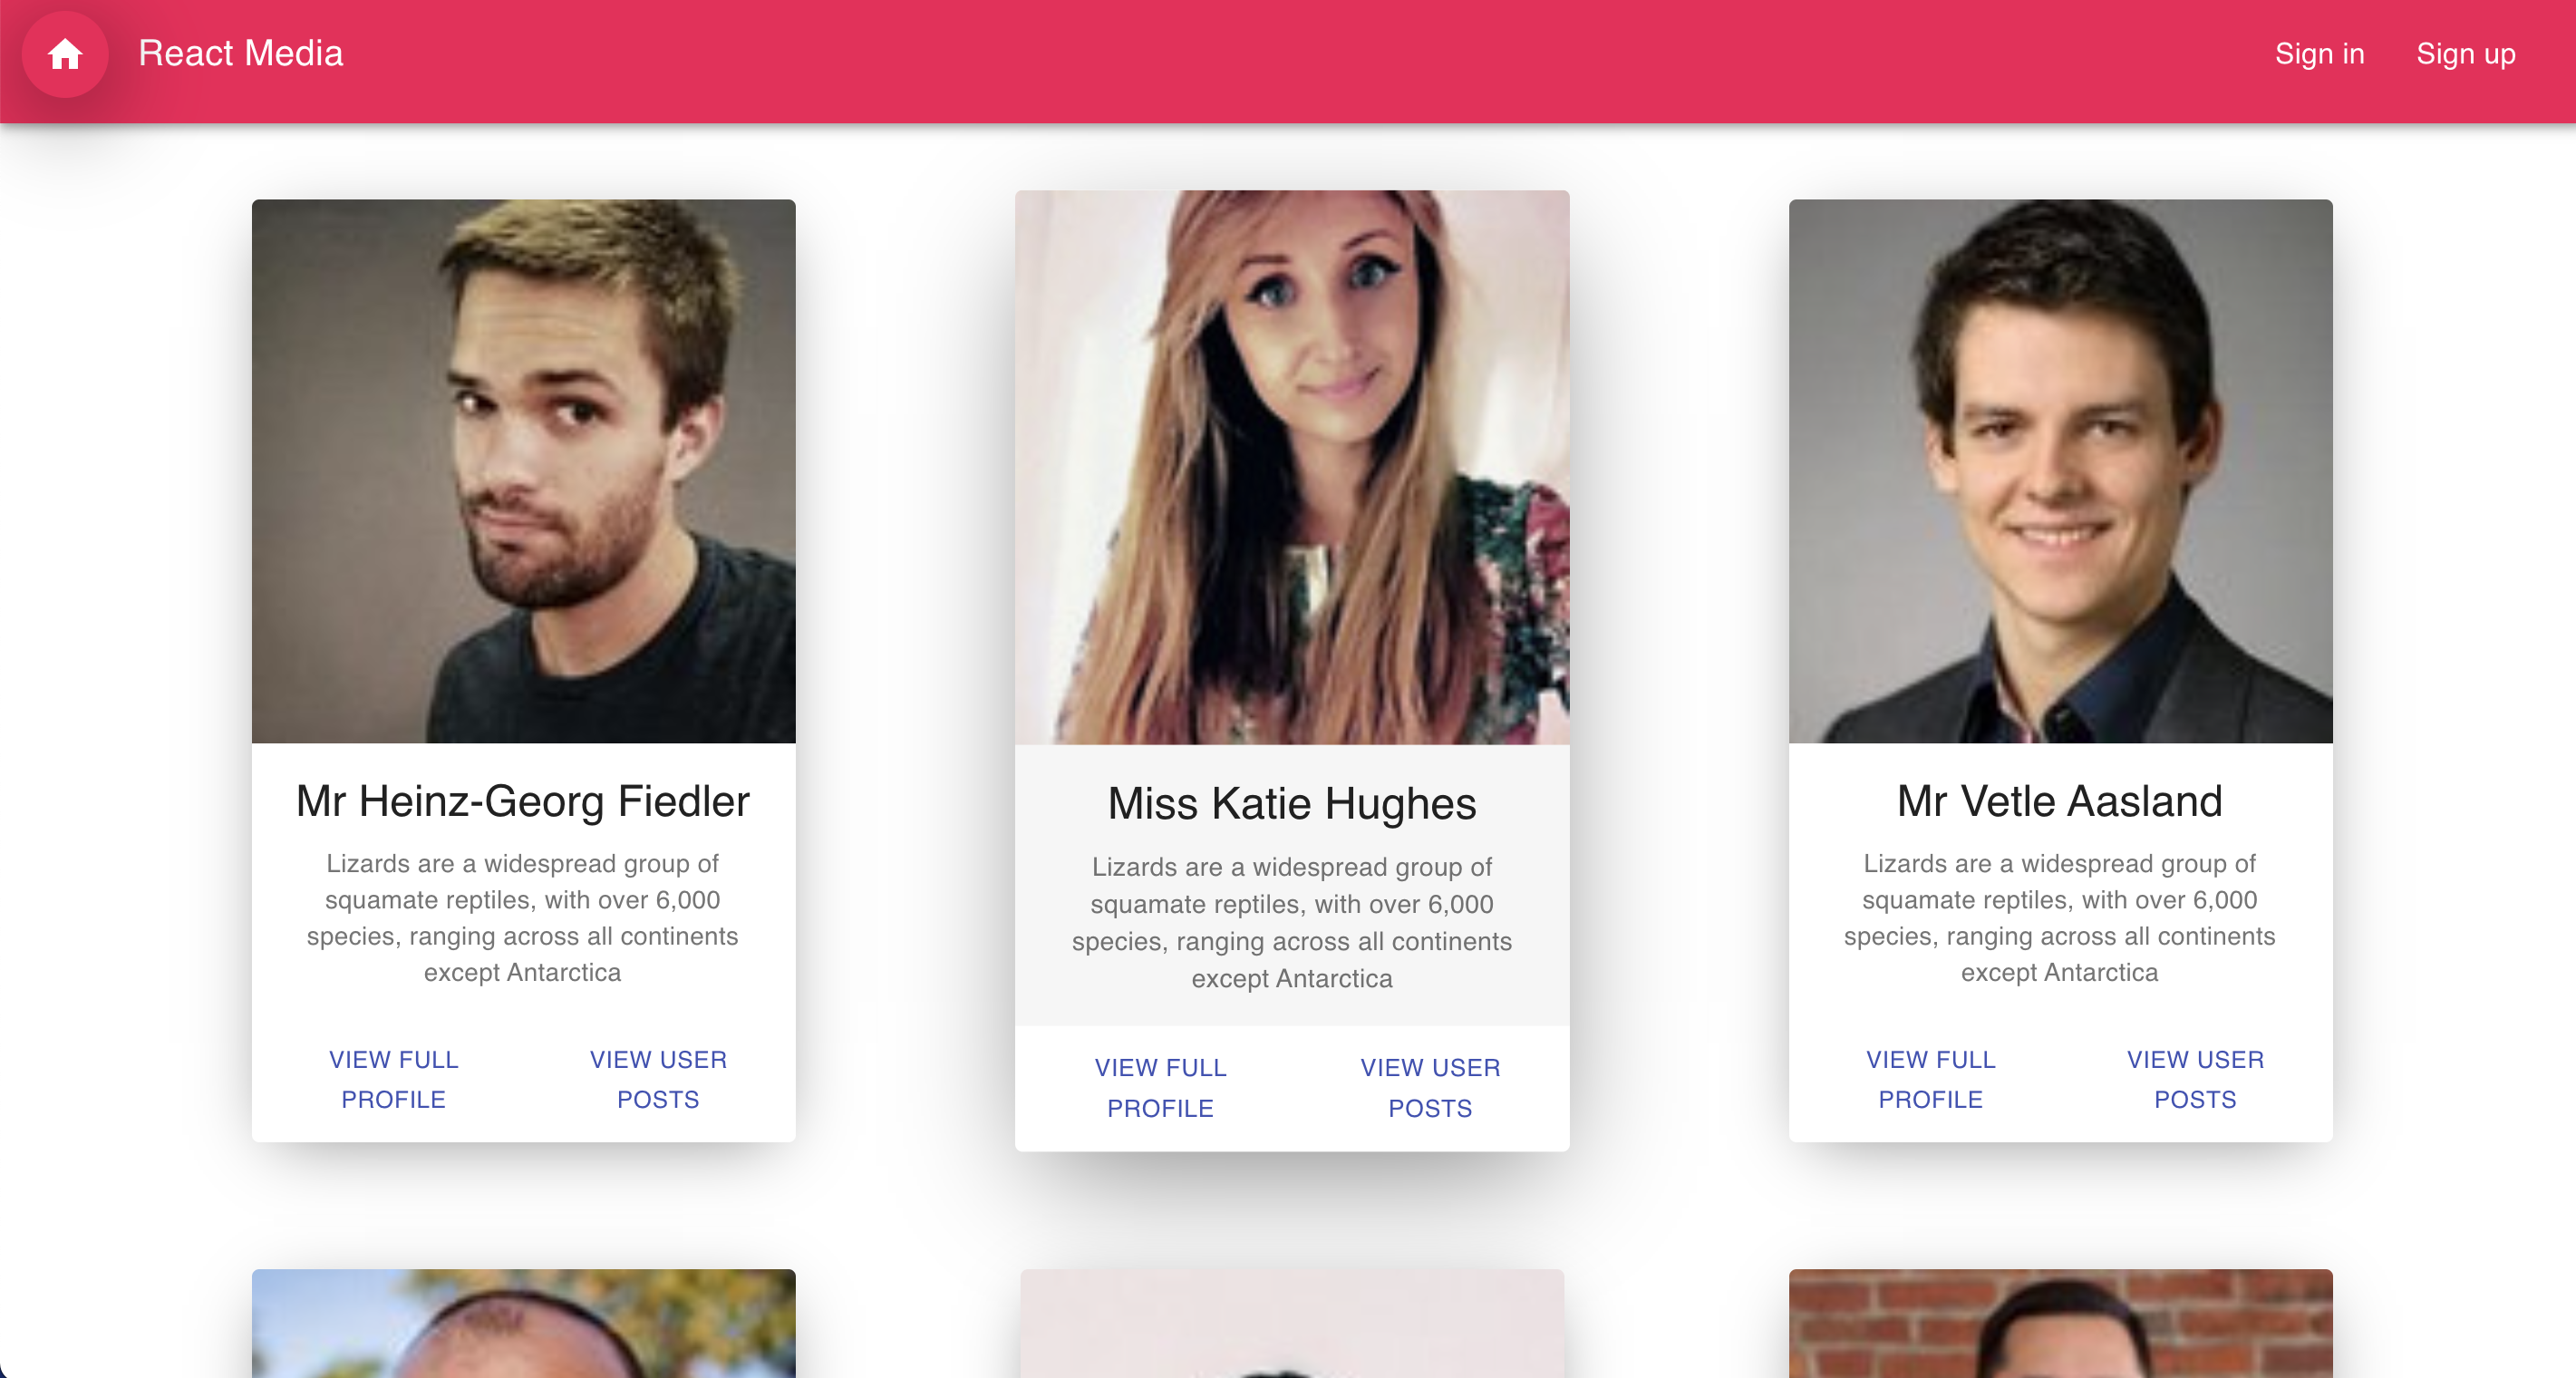 React Media
Sign in
Sign up
Mr Heinz-Georg Fiedler
Lizards are a widespread group of
squamate reptiles, with over 6,000
species, ranging across all continents
except Antarctica
VIEW FULL
PROFILE
VIEW USER
POSTS
Miss Katie Hughes
Lizards are a widespread group of
squamate reptiles, with over 6,000
species, ranging across all continents
except Antarctica
VIEW FULL
PROFILE
VIEW USER
POSTS
Mr Vetle Aasland
Lizards are a widespread group of
squamate reptiles, with over 6,000
species, ranging across all continents
except Antarctica
VIEW FULL
PROFILE
VIEW USER
POSTS